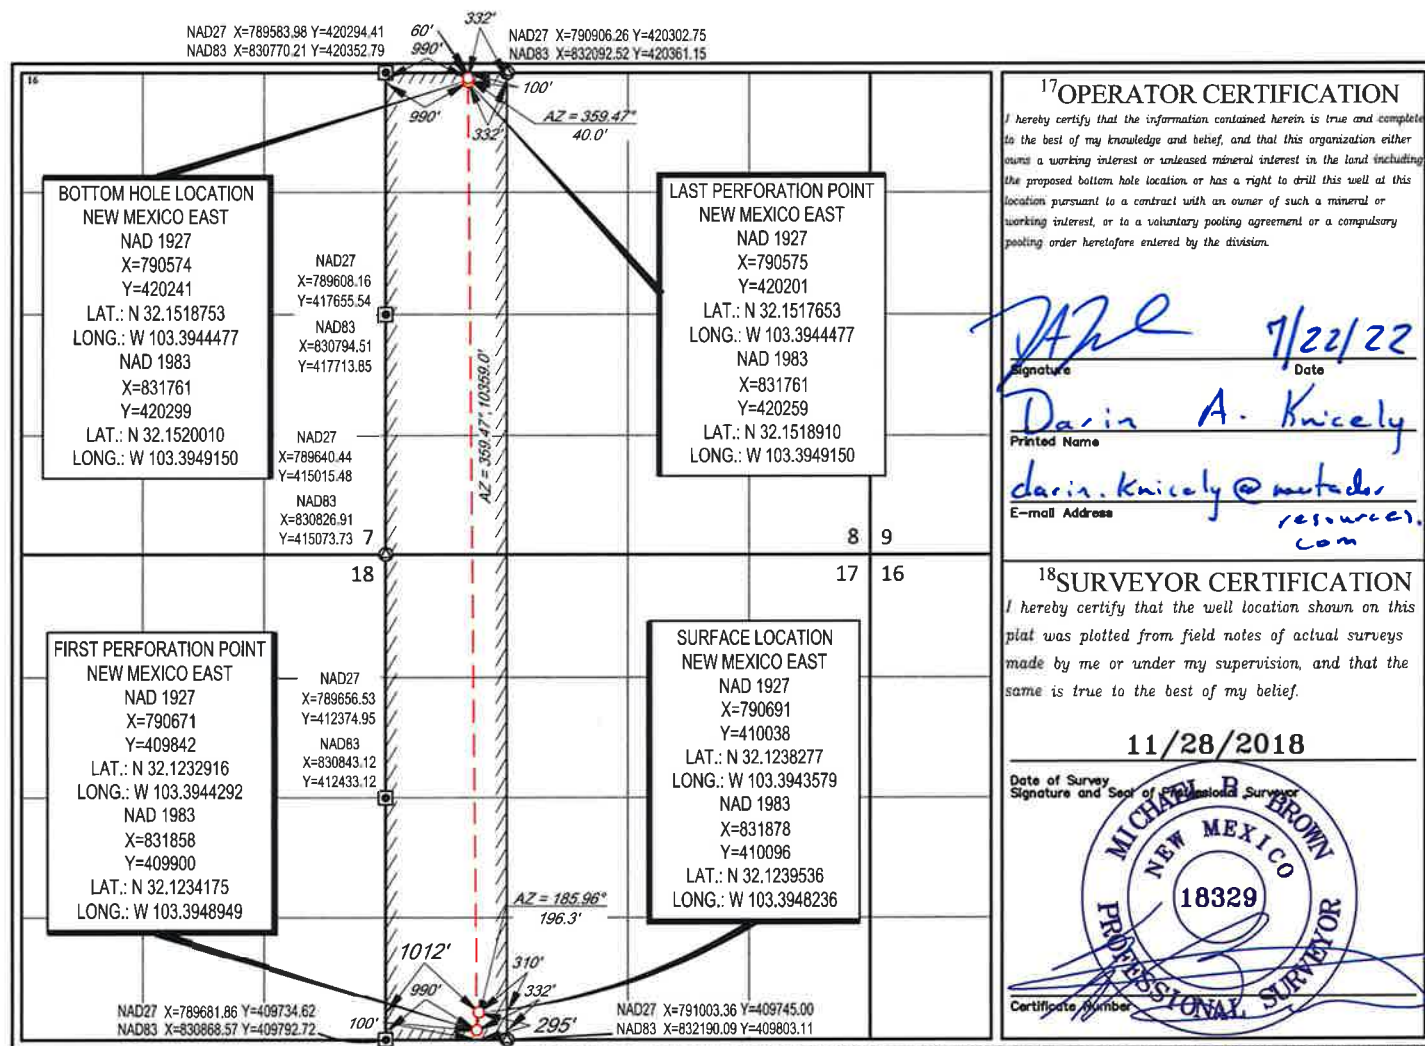 NAD27 X=789583.98 Y=420294.41
NAD83 X=830770.21 Y=420352.79
60'
990'
332'
NAD27 X=790906.26 Y=420302.75
NAD83 X=832092.52 Y=420361.15
16
990'
332'
100'
AZ = 359.47°
40.0'
BOTTOM HOLE LOCATION
NEW MEXICO EAST
NAD 1927
X=790574
Y=420241
LAT.: N 32.1518753
LONG.: W 103.3944477
NAD 1983
X=831761
Y=420299
LAT.: N 32.1520010
LONG.: W 103.3949150
NAD27
X=789608.16
Y=417655.54
NAD83
X=830794.51
Y=417713.85
NAD27
X=789640.44
Y=415015.48
NAD83
X=830826.91
Y=415073.73
AZ = 359.47°, 10359.0'
LAST PERFORATION POINT
NEW MEXICO EAST
NAD 1927
X=790575
Y=420201
LAT.: N 32.1517653
LONG.: W 103.3944477
NAD 1983
X=831761
Y=420259
LAT.: N 32.1518910
LONG.: W 103.3949150
7
8 9
18
17 16
FIRST PERFORATION POINT
NEW MEXICO EAST
NAD 1927
X=790671
Y=409842
LAT.: N 32.1232916
LONG.: W 103.3944292
NAD 1983
X=831858
Y=409900
LAT.: N 32.1234175
LONG.: W 103.3948949
NAD27
X=789656.53
Y=412374.95
NAD83
X=830843.12
Y=412433.12
SURFACE LOCATION
NEW MEXICO EAST
NAD 1927
X=790691
Y=410038
LAT.: N 32.1238277
LONG.: W 103.3943579
NAD 1983
X=831878
Y=410096
LAT.: N 32.1239536
LONG.: W 103.3948236
AZ = 185.96°
196.3'
1012'
310'
990'
332'
100'
295'
NAD27 X=789681.86 Y=409734.62
NAD83 X=830868.57 Y=409792.72
NAD27 X=791003.36 Y=409745.00
NAD83 X=832190.09 Y=409803.11
17 OPERATOR CERTIFICATION
I hereby certify that the information contained herein is true and complete
to the best of my knowledge and belief, and that this organization either
owns a working interest or unleased mineral interest in the land including
the proposed bottom hole location or has a right to drill this well at this
location pursuant to a contract with an owner of such a mineral or
working interest, or to a voluntary pooling agreement or a compulsory
pooling order heretofore entered by the division.
7/22/22
Signature Date
Darin A. Knicely
Printed Name
darin.knicely@matador
resources.
com
E-mail Address
18 SURVEYOR CERTIFICATION
I hereby certify that the well location shown on this
plat was plotted from field notes of actual surveys
made by me or under my supervision, and that the
same is true to the best of my belief.
11/28/2018
Date of Survey
Signature and Seal of Professional Surveyor
MICHAEL B. BROWN
NEW MEXICO
18329
PROFESSIONAL SURVEYOR
Certificate Number